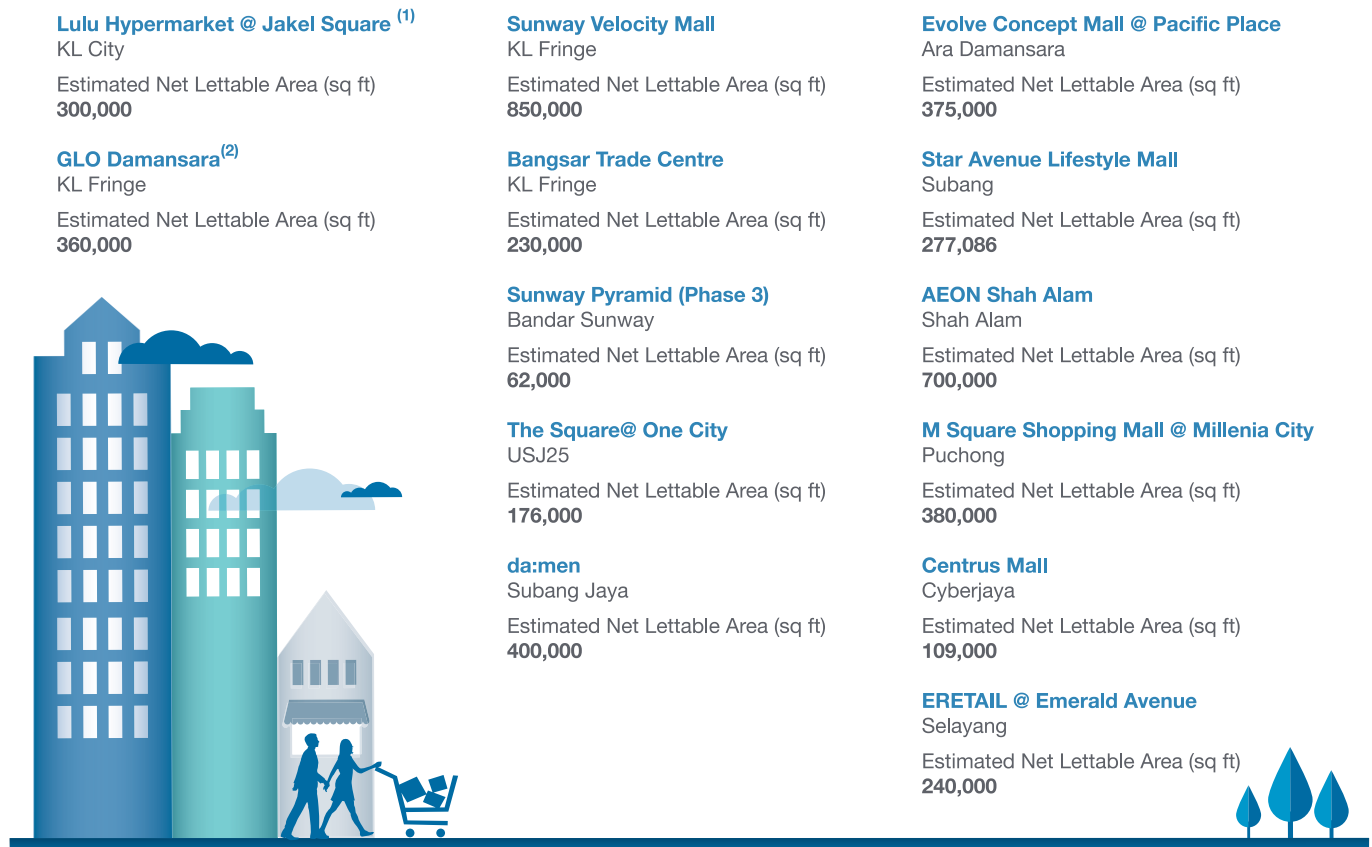 Lulu Hypermarket @ Jakel Square (1)
KL City
Estimated Net Lettable Area (sq ft)
300,000
GLO Damansara(2)
KL Fringe
Estimated Net Lettable Area (sq ft)
360,000
Sunway Velocity Mall
KL Fringe
Estimated Net Lettable Area (sq ft)
850,000
Bangsar Trade Centre
KL Fringe
Estimated Net Lettable Area (sq ft)
230,000
Sunway Pyramid (Phase 3)
Bandar Sunway
Estimated Net Lettable Area (sq ft)
62,000
The Square@ One City
USJ25
Estimated Net Lettable Area (sq ft)
176,000
da:men
Subang Jaya
Estimated Net Lettable Area (sq ft)
400,000
Evolve Concept Mall @ Pacific Place
Ara Damansara
Estimated Net Lettable Area (sq ft)
375,000
Star Avenue Lifestyle Mall
Subang
Estimated Net Lettable Area (sq ft)
277,086
AEON Shah Alam
Shah Alam
Estimated Net Lettable Area (sq ft)
700,000
M Square Shopping Mall @ Millenia City
Puchong
Estimated Net Lettable Area (sq ft)
380,000
Centrus Mall
Cyberjaya
Estimated Net Lettable Area (sq ft)
109,000
ERETAIL @ Emerald Avenue
Selayang
Estimated Net Lettable Area (sq ft)
240,000